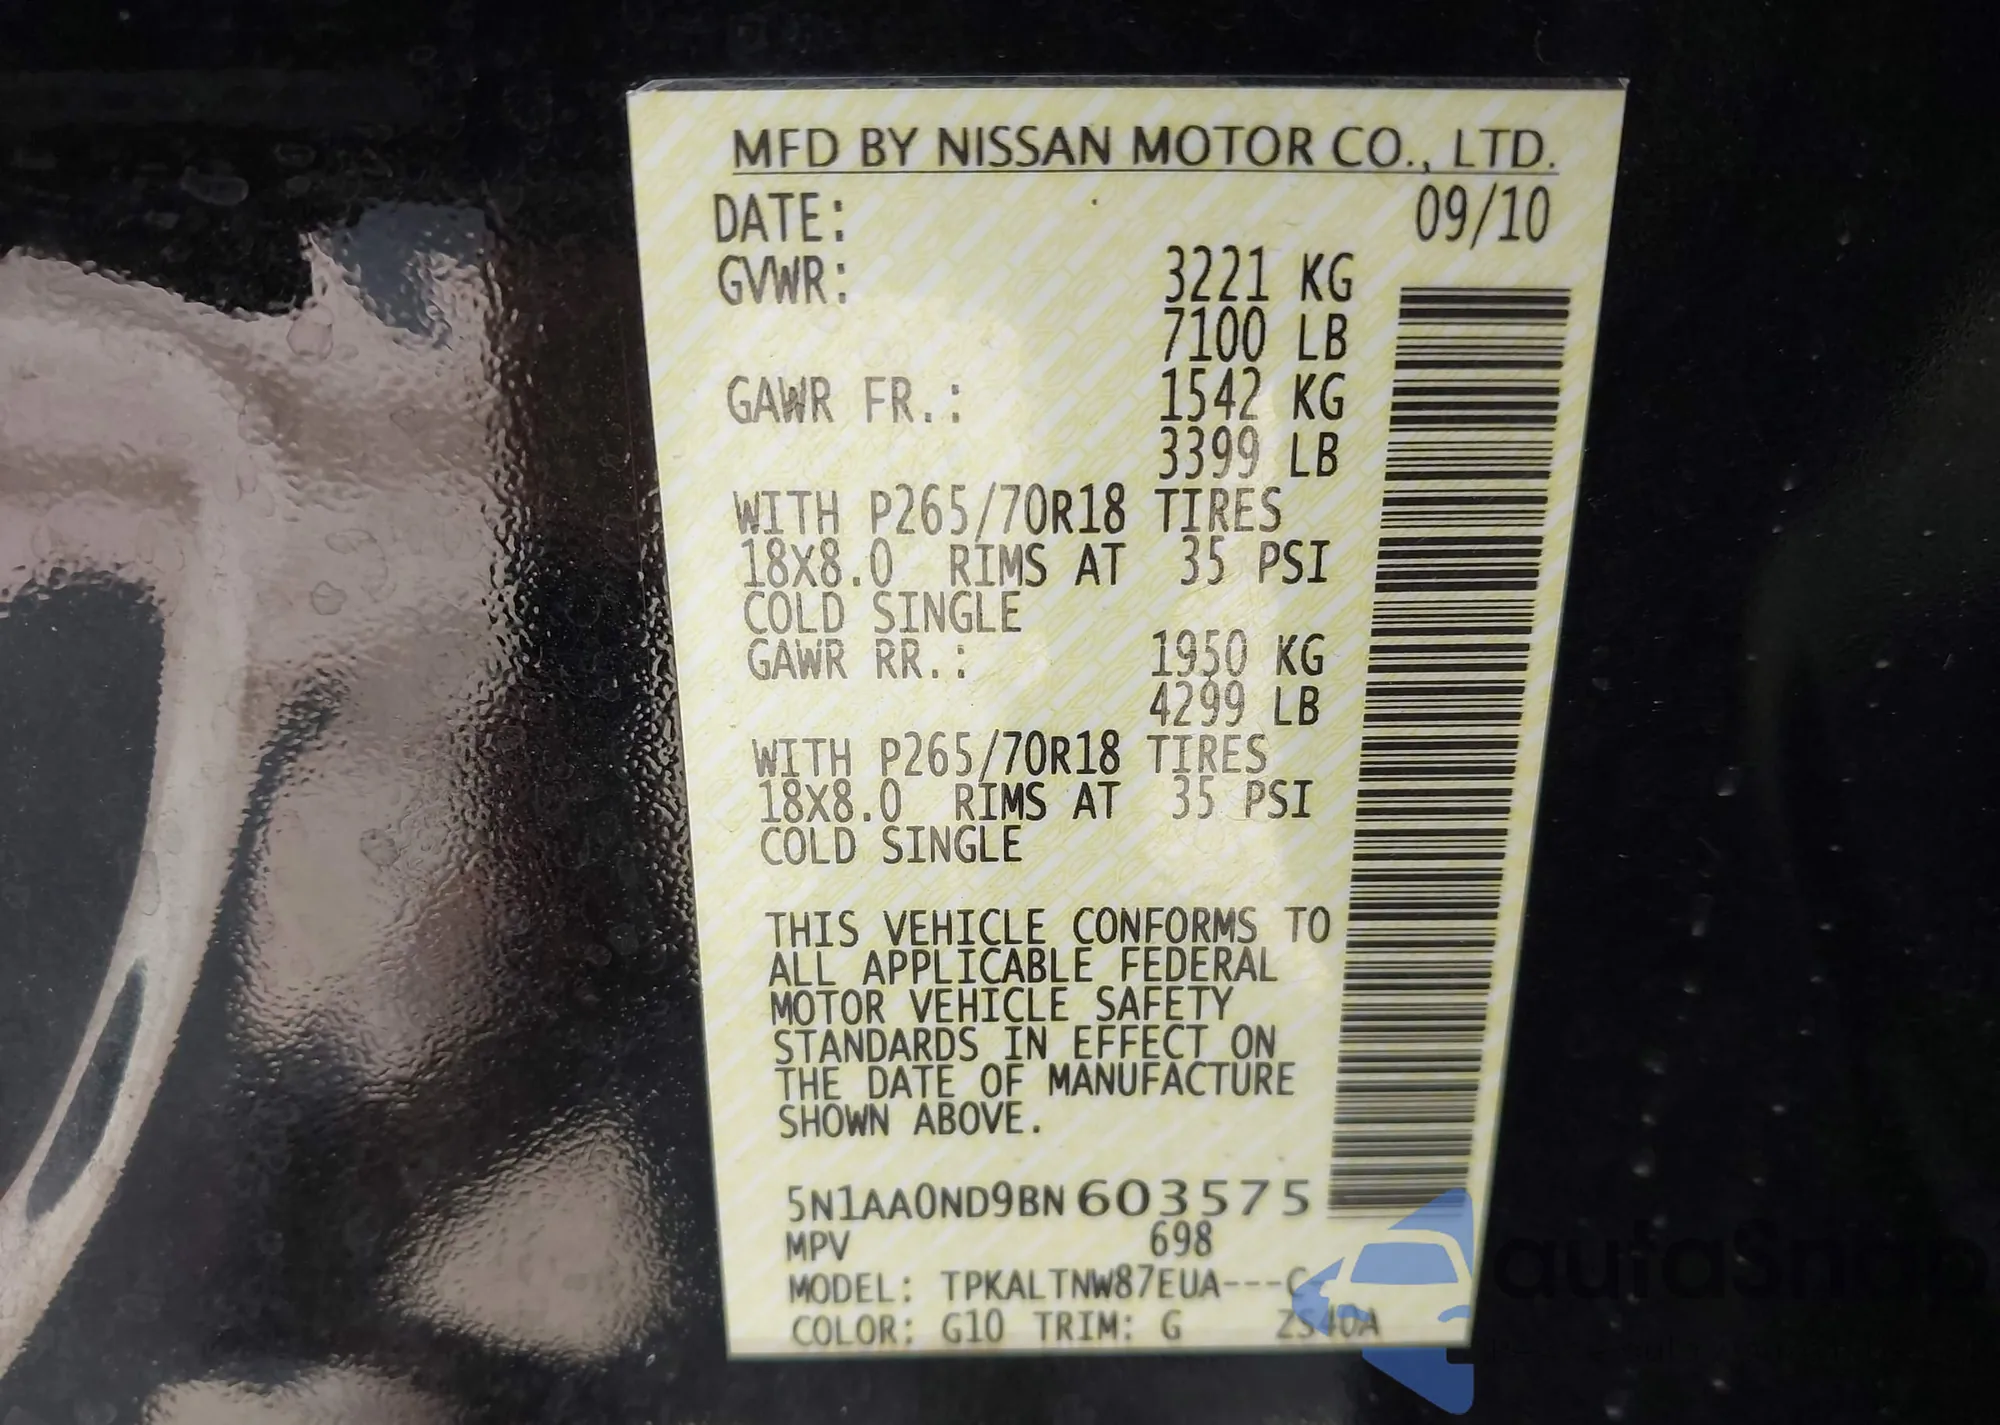 MFD BY NISSAN MOTOR CO., LTD.
DATE: 09/10
GVWR: 3221 KG
7100 LB
GAWR FR.: 1542 KG
3399 LB
WITH P265/70R18 TIRES
18X8.0 RIMS AT 35 PSI
COLD SINGLE
GAWR RR.: 1950 KG
4299 LB
WITH P265/70R18 TIRES
18X8.0 RIMS AT 35 PSI
COLD SINGLE
THIS VEHICLE CONFORMS TO
ALL APPLICABLE FEDERAL
MOTOR VEHICLE SAFETY
STANDARDS IN EFFECT ON
THE DATE OF MANUFACTURE
SHOWN ABOVE.
5N1AA0ND9BN603575
MPV 698
MODEL: TPKALTNW87EUA---C-
COLOR: G10 TRIM: G ZS40A